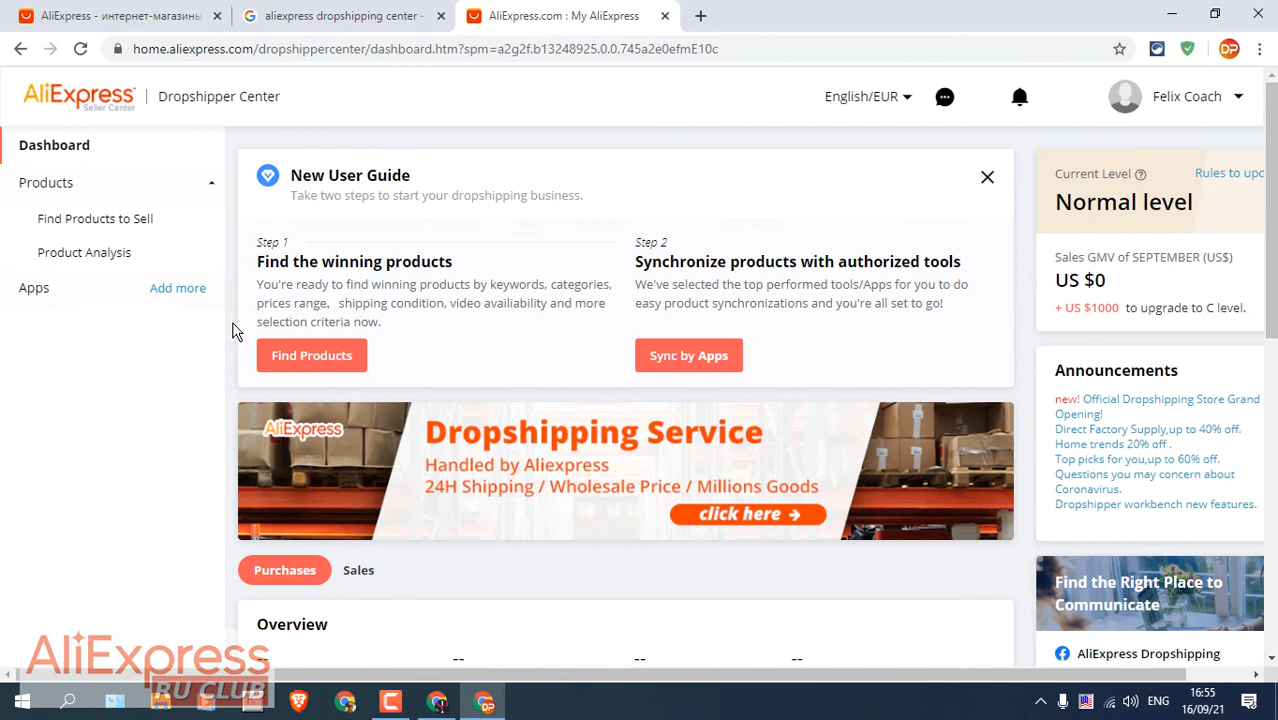 AliExpress - интернет-магазины
aliexpress dropshipping center -
AliExpress.com : My AliExpress
home.aliexpress.com/dropshippercenter/dashboard.htm?spm=a2g2f.b13248925.0.0.745a2e0efmE10c
DP
AliExpress
Seller Center
Dropshipper Center
English/EUR
Felix Coach
Dashboard
Products
Find Products to Sell
Product Analysis
Apps
Add more
New User Guide
Take two steps to start your dropshipping business.
Step 1
Find the winning products
You're ready to find winning products by keywords, categories,
prices range, shipping condition, video availiability and more
selection criteria now.
Find Products
Step 2
Synchronize products with authorized tools
We've selected the top performed tools/Apps for you to do
easy product synchronizations and you're all set to go!
Sync by Apps
Current Level
Rules to upg
Normal level
Sales GMV of SEPTEMBER (US$)
US $0
+ US $1000 to upgrade to C level.
Announcements
new! Official Dropshipping Store Grand
Opening!
Direct Factory Supply,up to 40% off.
Home trends 20% off .
Top picks for you,up to 60% off.
Questions you may concern about
Coronavirus.
Dropshipper workbench new features.
AliExpress
Dropshipping Service
Handled by Aliexpress
24H Shipping / Wholesale Price / Millions Goods
click here
Purchases
Sales
Overview
--
--
--
--
Find the Right Place to
Communicate
AliExpress Dropshipping
AliExpress
RU CLUB
DP
ENG
16:55
16/09/21